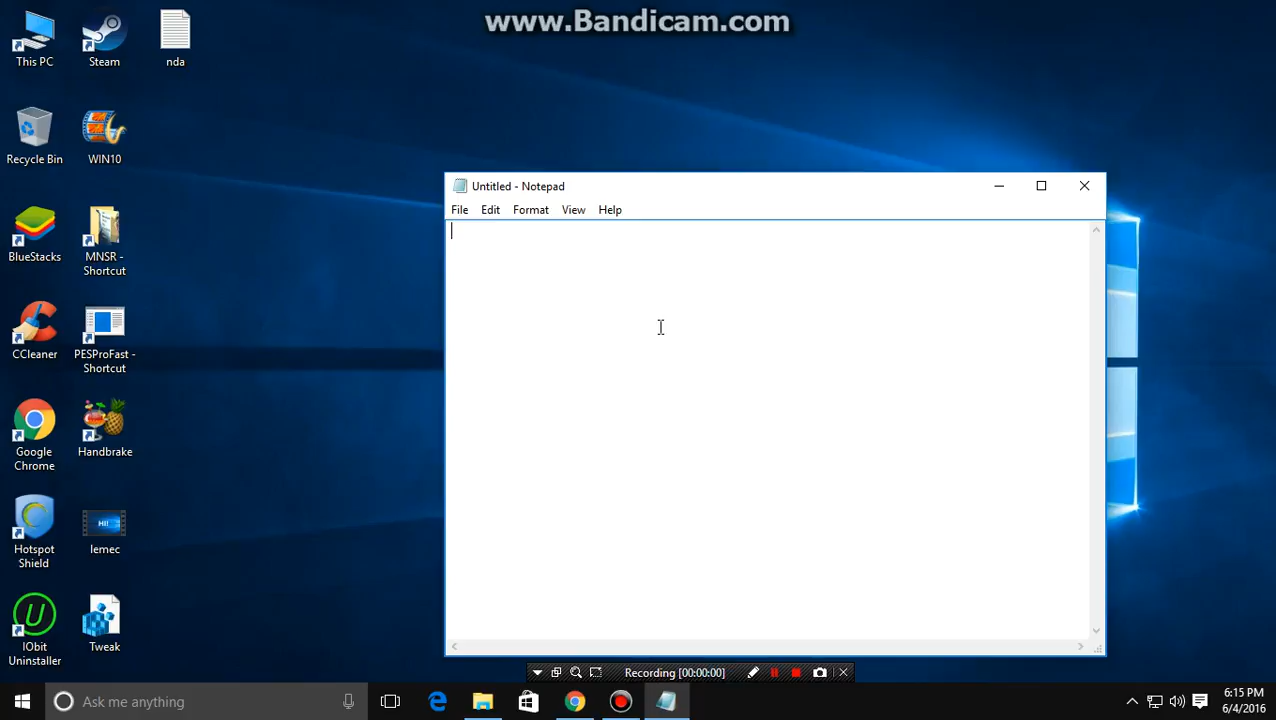 www.Bandicam.com
This PC
Steam
nda
Recycle Bin
WIN10
Untitled - Notepad
File Edit Format View Help
BlueStacks
MNSR -
Shortcut
CCleaner
PESProFast -
Shortcut
Google
Chrome
Handbrake
Hotspot
Shield
HI!
lemec
IObit
Uninstaller
Tweak
Recording [00:00:00]
Ask me anything
6:15 PM
6/4/2016